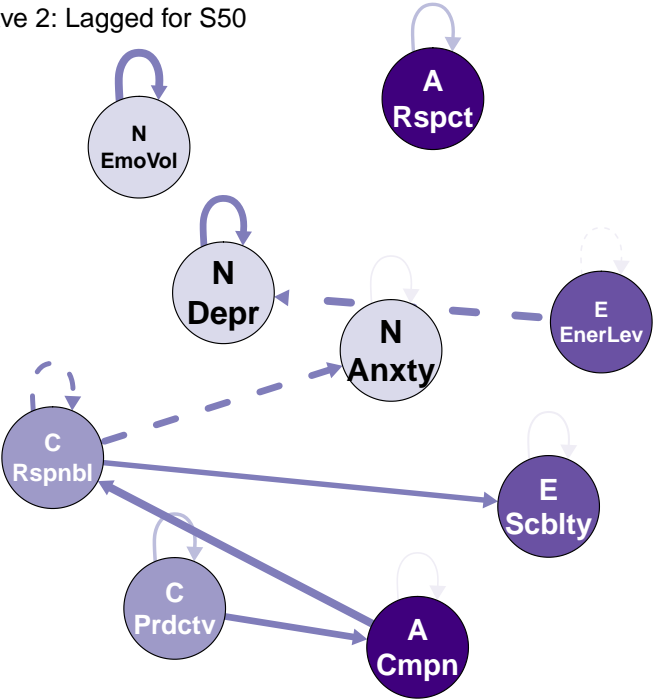 ve 2: Lagged for S50
A
Rspct
N
EmoVol
N
Depr
N
Anxty
E
EnerLev
C
Rspnbl
E
Scblty
C
Prdctv
A
Cmpn